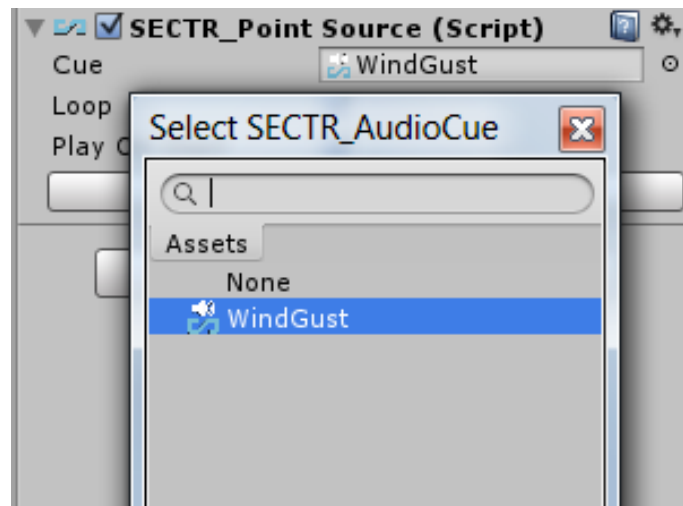 SECTR_Point Source (Script)
Cue WindGust
Loop
Play
Select SECTR_AudioCue
Assets
None
WindGust